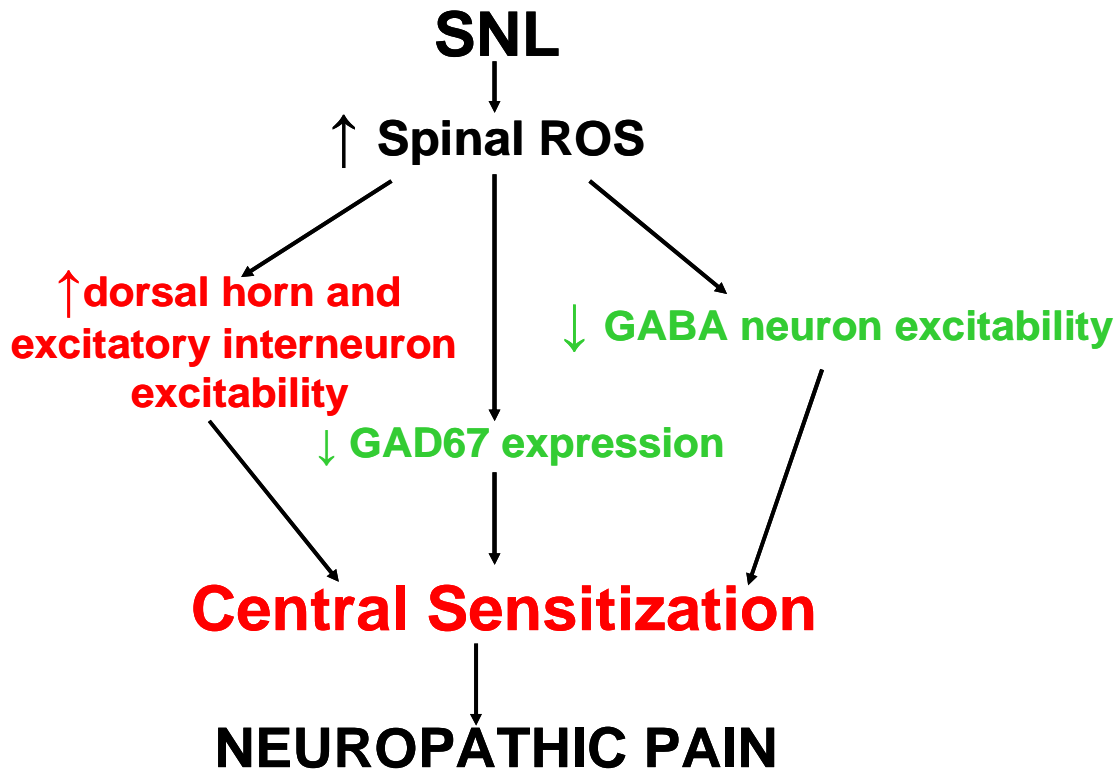 SNL
↑ Spinal ROS
↑dorsal horn and
excitatory interneuron
excitability
↓ GABA neuron excitability
↓ GAD67 expression
Central Sensitization
NEUROPATHIC PAIN